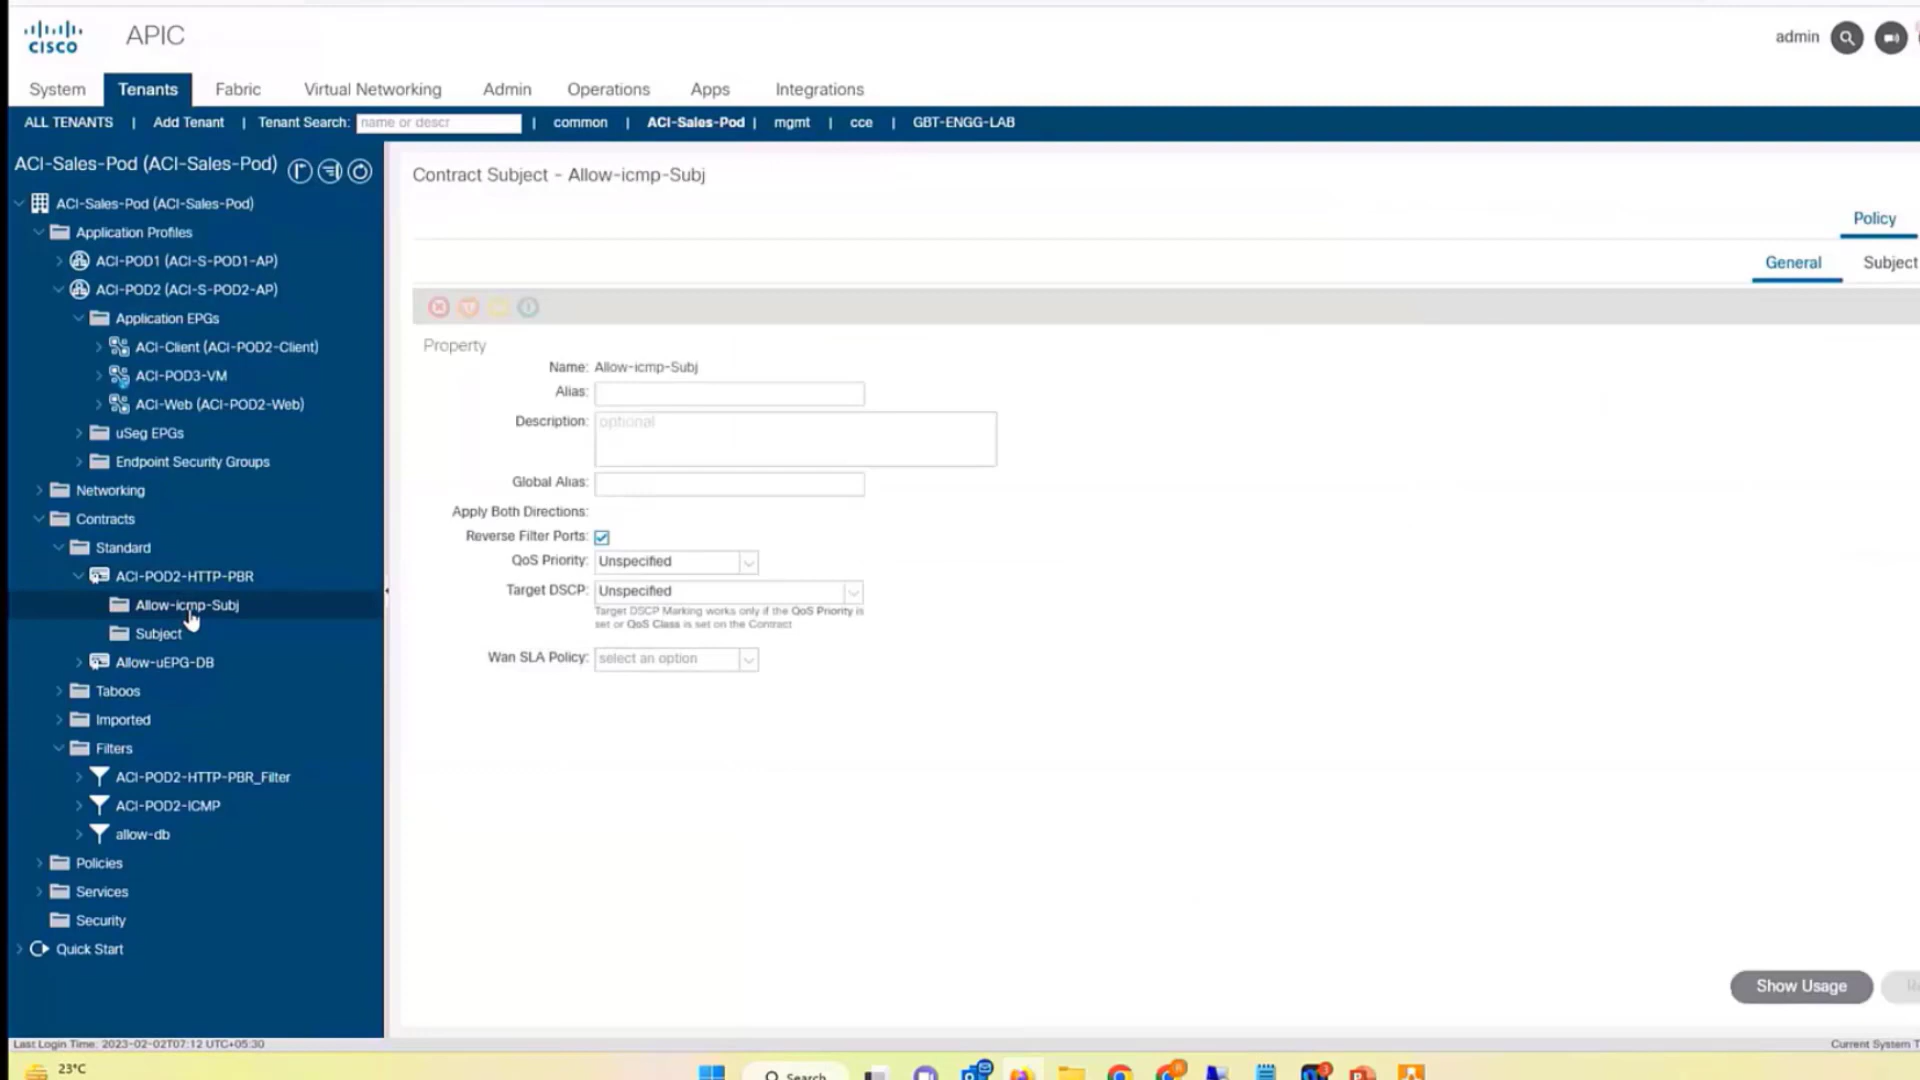 CISCO APIC admin
System Tenants Fabric Virtual Networking Admin Operations Apps Integrations
ALL TENANTS | Add Tenant | Tenant Search: name or descr | common | ACI-Sales-Pod | mgmt | cce | GBT-ENGG-LAB
ACI-Sales-Pod (ACI-Sales-Pod)
ACI-Sales-Pod (ACI-Sales-Pod)
Application Profiles
ACI-POD1 (ACI-S-POD1-AP)
ACI-POD2 (ACI-S-POD2-AP)
Application EPGs
ACI-Client (ACI-POD2-Client)
ACI-POD3-VM
ACI-Web (ACI-POD2-Web)
uSeg EPGs
Endpoint Security Groups
Networking
Contracts
Standard
ACI-POD2-HTTP-PBR
Allow-icmp-Subj
Subject
Allow-uEPG-DB
Taboos
Imported
Filters
ACI-POD2-HTTP-PBR_Filter
ACI-POD2-ICMP
allow-db
Policies
Services
Security
Quick Start
Contract Subject - Allow-icmp-Subj
Policy
General Subject
Property
Name: Allow-icmp-Subj
Alias:
Description: optional
Global Alias:
Apply Both Directions:
Reverse Filter Ports:
QoS Priority: Unspecified
Target DSCP: Unspecified
Target DSCP Marking works only if the QoS Priority is
set or QoS Class is set on the Contract
Wan SLA Policy: select an option
Show Usage
Last Login Time: 2023-02-02T07:12 UTC+05:30
Current System T
23°C
Search